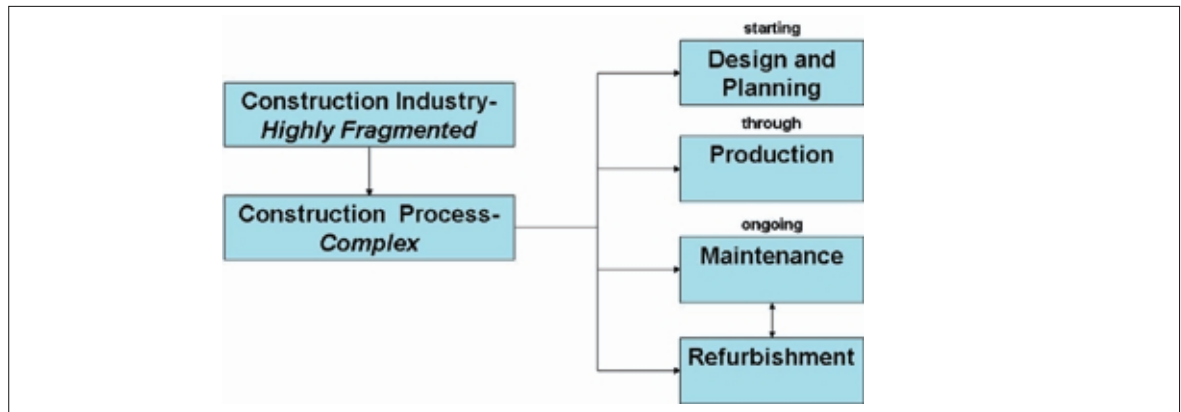 Construction Industry-
Highly Fragmented
Construction Process-
Complex
starting
Design and
Planning
through
Production
ongoing
Maintenance
Refurbishment